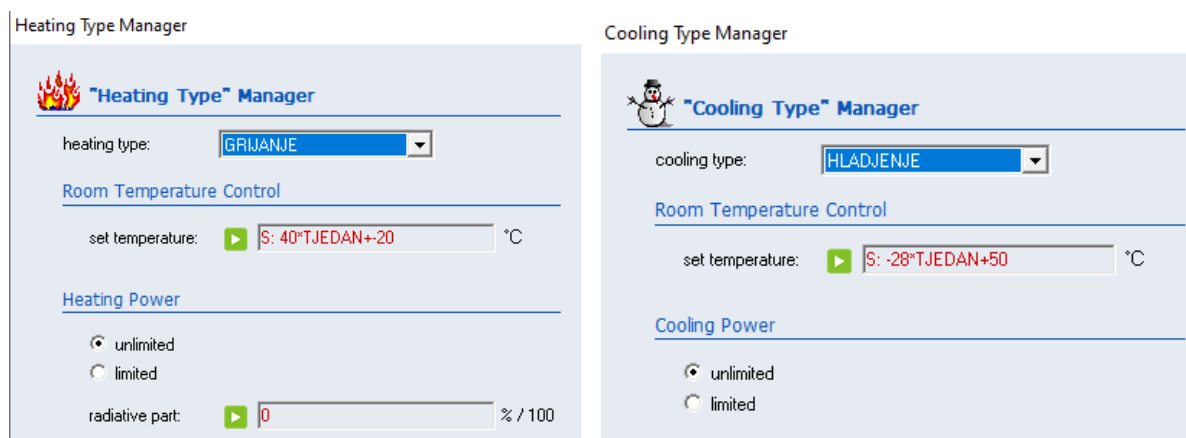 Heating Type Manager
"Heating Type" Manager
heating type: GRIJANJE
Room Temperature Control
set temperature: S: 40*TJEDAN+-20 °C
Heating Power
unlimited
limited
radiative part: 0 % / 100
Cooling Type Manager
"Cooling Type" Manager
cooling type: HLADJENJE
Room Temperature Control
set temperature: S: -28*TJEDAN+50 °C
Cooling Power
unlimited
limited